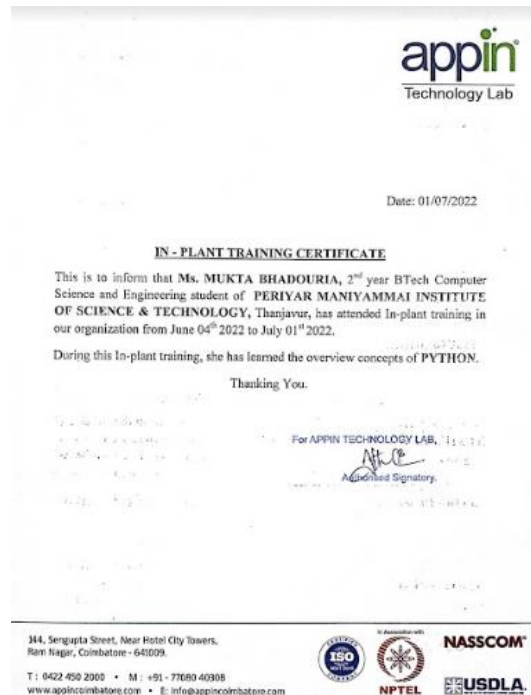 appin
Technology Lab
Date: 01/07/2022
IN - PLANT TRAINING CERTIFICATE
This is to inform that Ms. MUKTA BHADOURIA, 2nd year BTech Computer
Science and Engineering student of PERIYAR MANIYAMMAI INSTITUTE
OF SCIENCE & TECHNOLOGY, Thanjavur, has attended In-plant training in
our organization from June 04th 2022 to July 01st 2022.
During this In-plant training, she has learned the overview concepts of PYTHON.
Thanking You.
For APPIN TECHNOLOGY LAB,
Authorised Signatory.
344, Sengupta Street, Near Hotel City Towers,
Ram Nagar, Coimbatore - 641009.
T : 0422 450 2000 • M : +91 - 77080 40308
www.appincoimbatore.com • E: info@appincoimbatore.com
CERTIFIED
ISO
In Association with
NPTEL
NASSCOM
USDLA